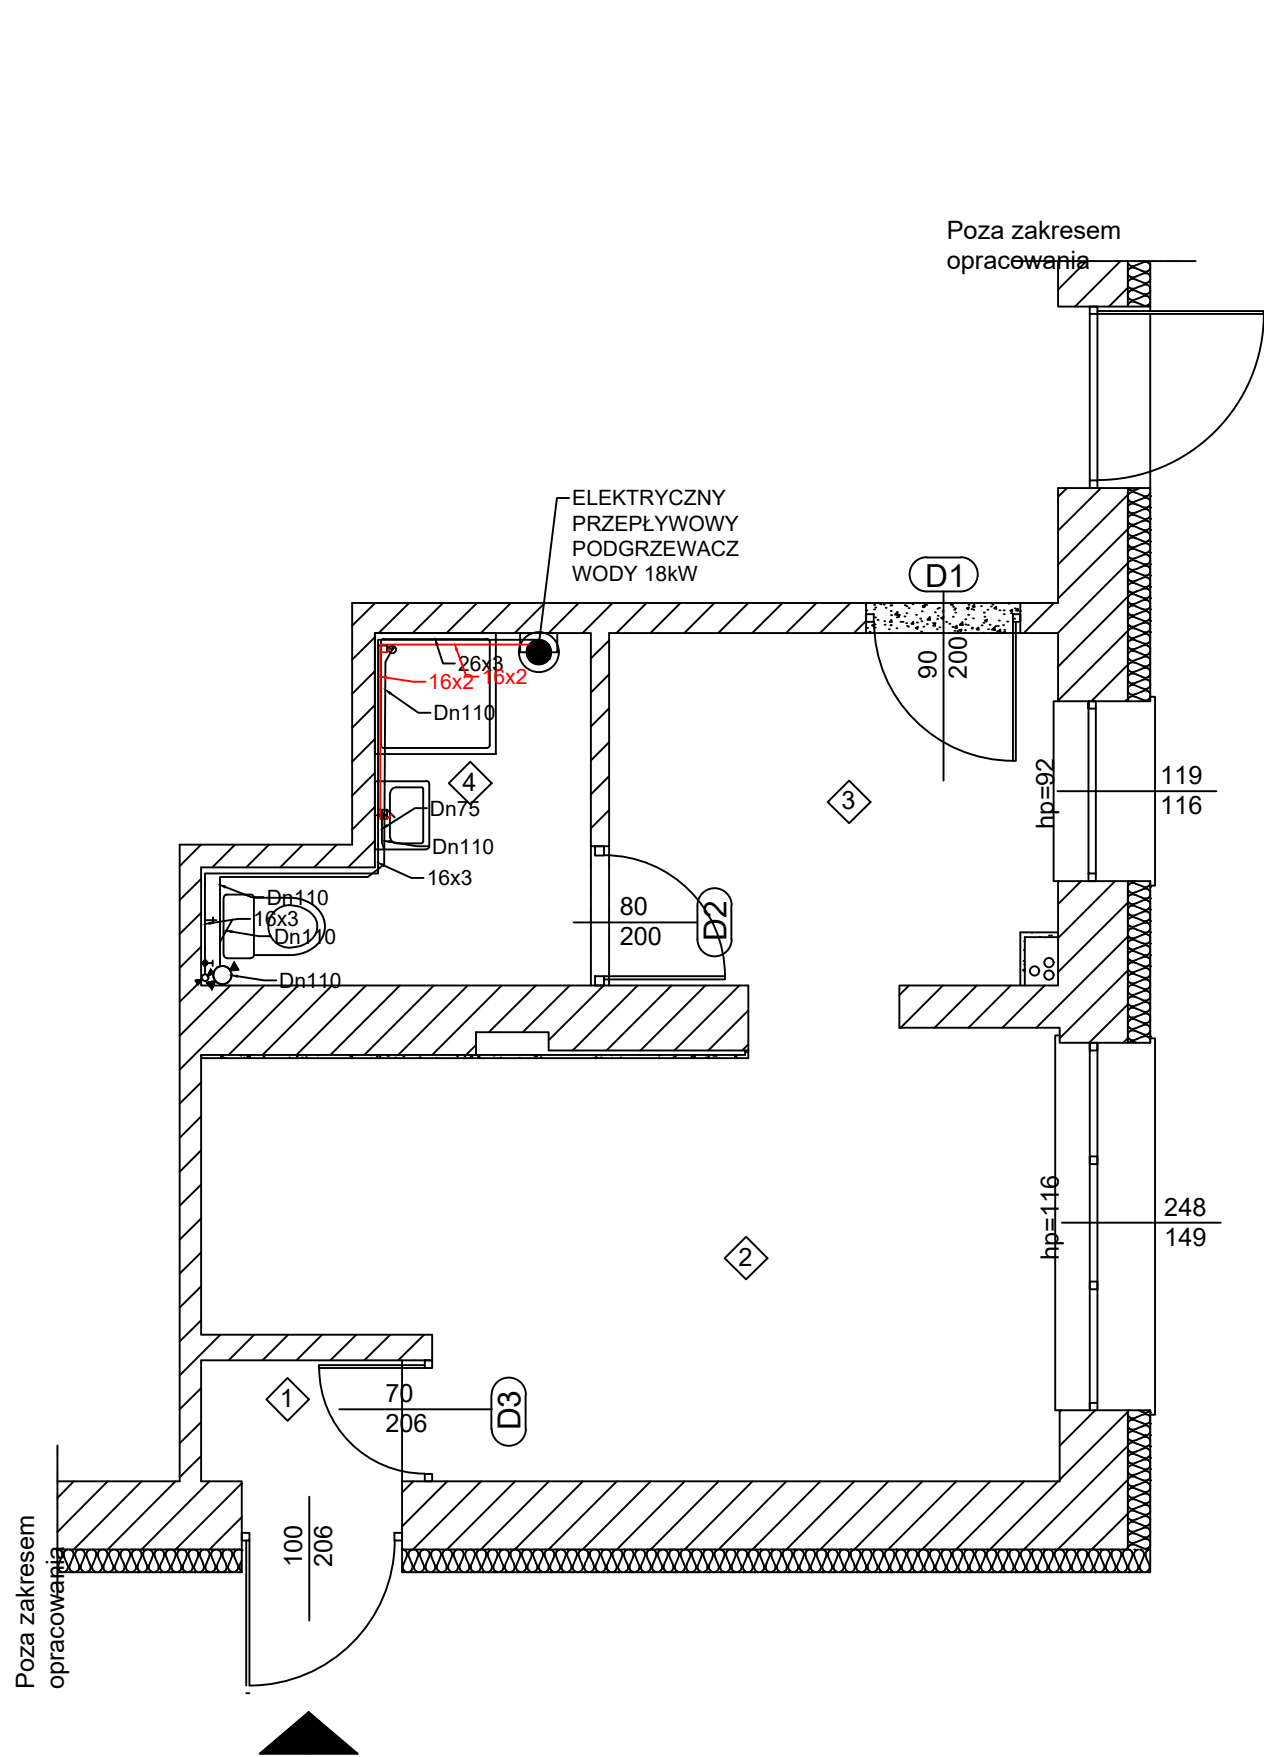 Poza zakresem
opracowania
ELEKTRYCZNY
PRZEPŁYWOWY
PODGRZEWACZ
WODY 18kW
D1
90
200
26x3
16x2
16x2
Dn110
4
Dn75
Dn110
16x3
3
hp=92
119
116
Dn110
16x3
Dn110
Dn110
80
200
D2
hp=116
248
149
2
1
70
206
D3
100
206
Poza zakresem
opracowania